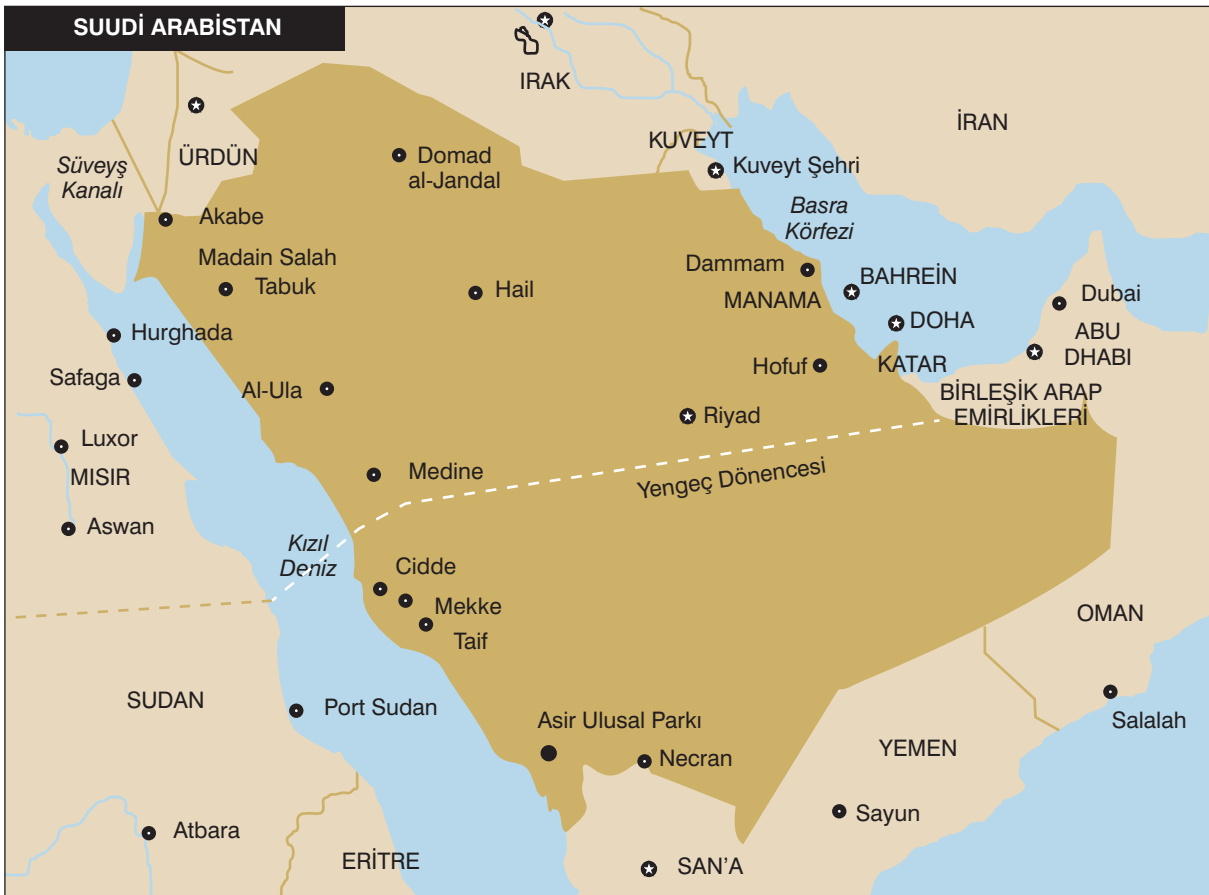 SUUDİ ARABİSTAN
IRAK
İRAN
KUVEYT
Kuveyt Şehri
ÜRDÜN
Süveyş
Kanalı
Domad
al-Jandal
Akabe
Basra
Körfezi
Madain Salah
Tabuk
Hail
Dammam
MANAMA
BAHREİN
DOHA
Dubai
ABU
DHABI
Hurghada
Safaga
Al-Ula
Hofuf
KATAR
BİRLEŞİK ARAP
EMİRLİKLERİ
Riyad
Luxor
MISIR
Medine
Yengeç Dönencesi
Aswan
Kızıl
Deniz
Cidde
Mekke
Taif
OMAN
SUDAN
Port Sudan
Asir Ulusal Parkı
Necran
YEMEN
Salalah
Sayun
Atbara
ERİTRE
SAN’A